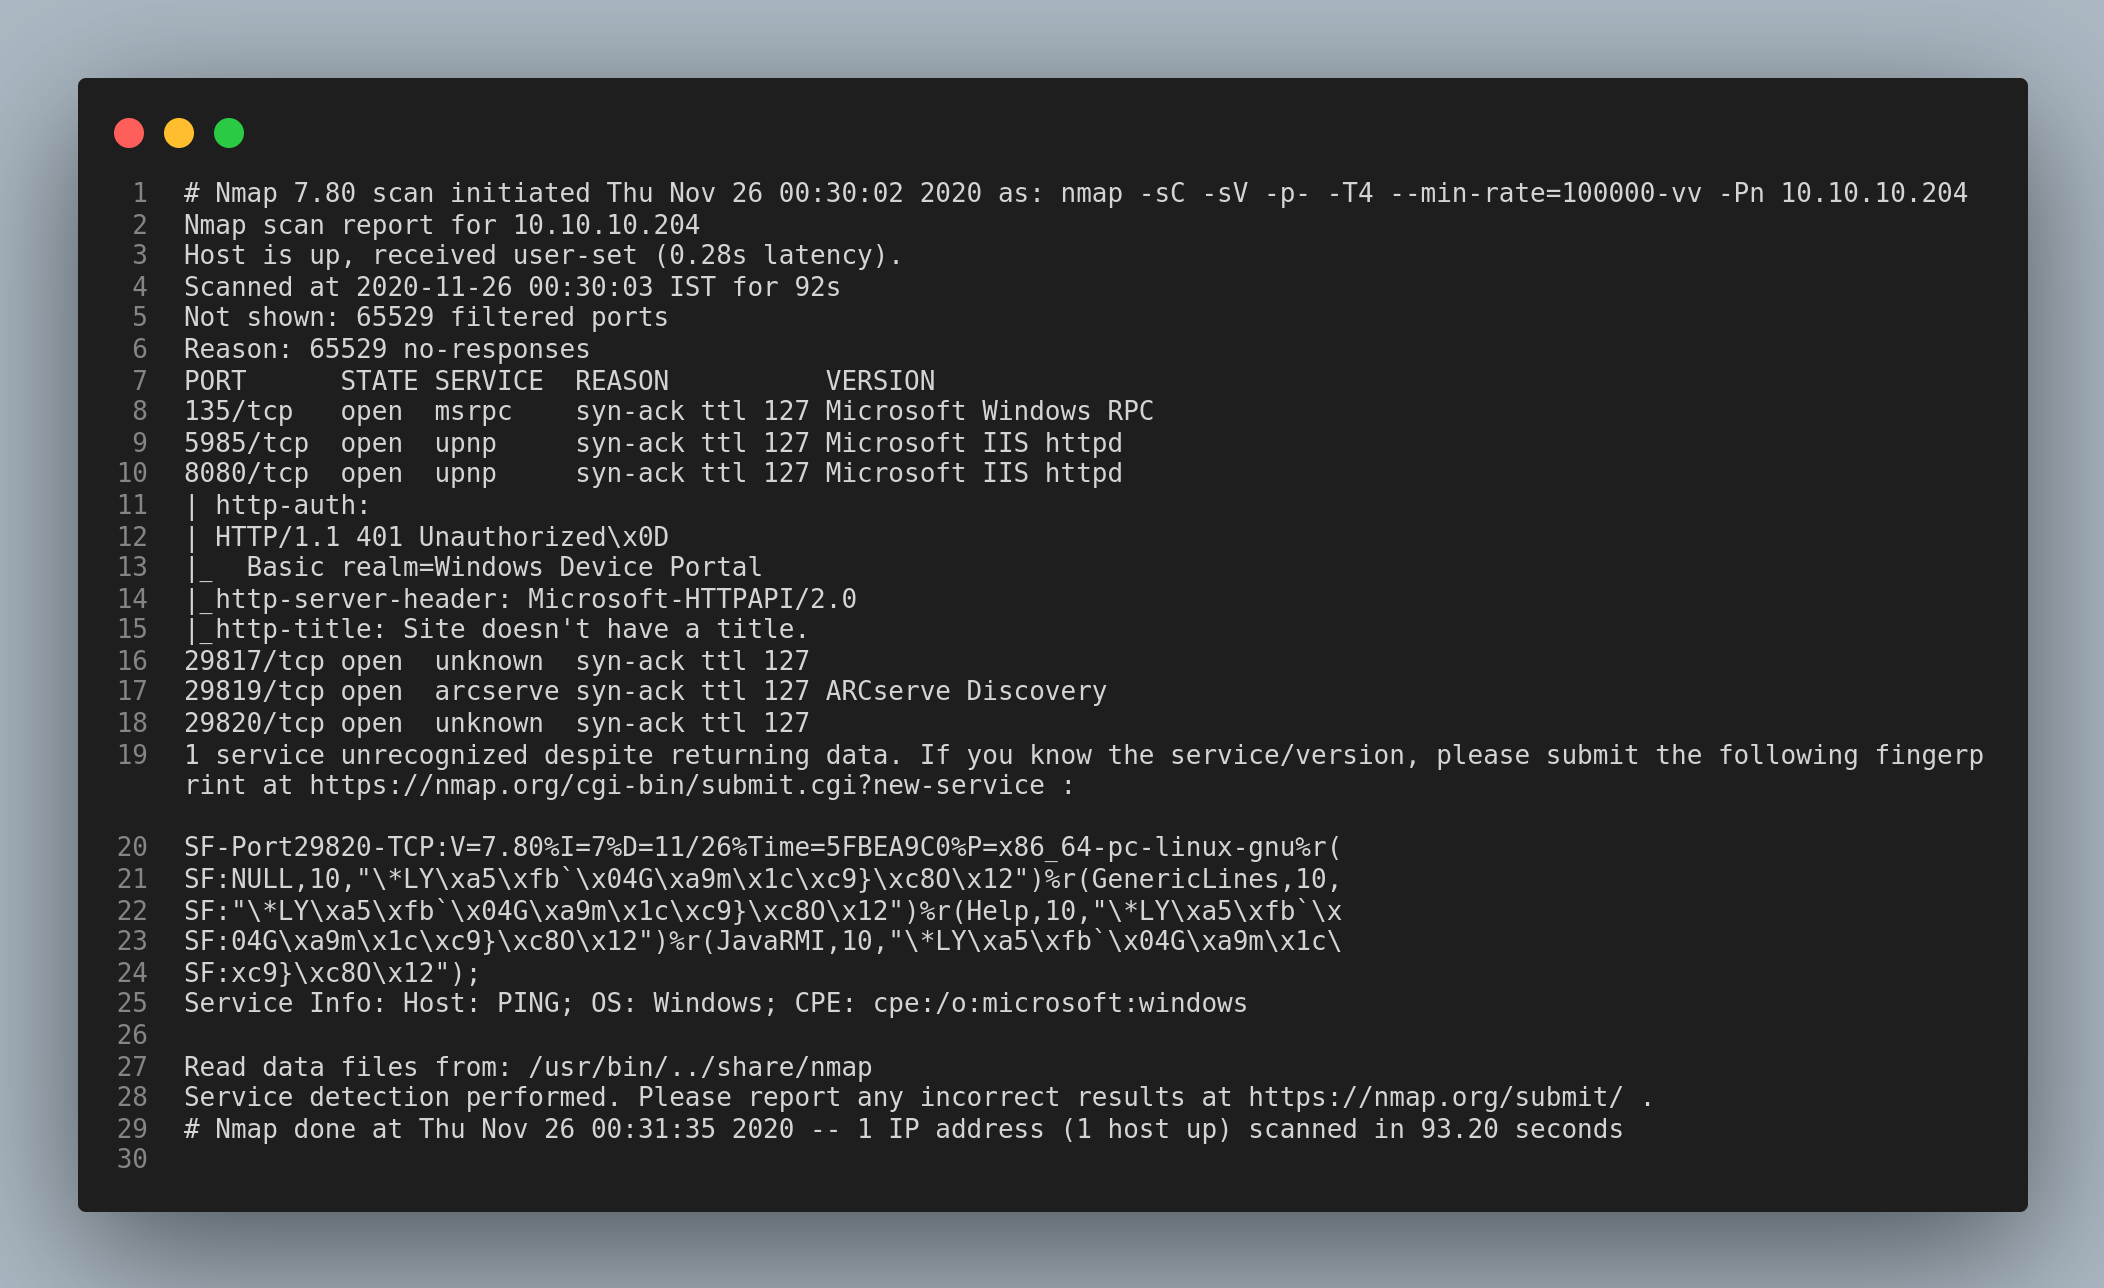 1 # Nmap 7.80 scan initiated Thu Nov 26 00:30:02 2020 as: nmap -sC -sV -p- -T4 --min-rate=100000-vv -Pn 10.10.10.204
2 Nmap scan report for 10.10.10.204
3 Host is up, received user-set (0.28s latency).
4 Scanned at 2020-11-26 00:30:03 IST for 92s
5 Not shown: 65529 filtered ports
6 Reason: 65529 no-responses
7 PORT      STATE SERVICE  REASON          VERSION
8 135/tcp   open  msrpc    syn-ack ttl 127 Microsoft Windows RPC
9 5985/tcp  open  upnp     syn-ack ttl 127 Microsoft IIS httpd
10 8080/tcp  open  upnp     syn-ack ttl 127 Microsoft IIS httpd
11 | http-auth:
12 | HTTP/1.1 401 Unauthorized\x0D
13 |_  Basic realm=Windows Device Portal
14 |_http-server-header: Microsoft-HTTPAPI/2.0
15 |_http-title: Site doesn't have a title.
16 29817/tcp open  unknown  syn-ack ttl 127
17 29819/tcp open  arcserve syn-ack ttl 127 ARCserve Discovery
18 29820/tcp open  unknown  syn-ack ttl 127
19 1 service unrecognized despite returning data. If you know the service/version, please submit the following fingerp
rint at https://nmap.org/cgi-bin/submit.cgi?new-service :
20 SF-Port29820-TCP:V=7.80%I=7%D=11/26%Time=5FBEA9C0%P=x86_64-pc-linux-gnu%r(
21 SF:NULL,10,"\*LY\xa5\xfb`\x04G\xa9m\x1c\xc9}\xc8O\x12")%r(GenericLines,10,
22 SF:"\*LY\xa5\xfb`\x04G\xa9m\x1c\xc9}\xc8O\x12")%r(Help,10,"\*LY\xa5\xfb`\x
23 SF:04G\xa9m\x1c\xc9}\xc8O\x12")%r(JavaRMI,10,"\*LY\xa5\xfb`\x04G\xa9m\x1c\
24 SF:xc9}\xc8O\x12");
25 Service Info: Host: PING; OS: Windows; CPE: cpe:/o:microsoft:windows
26
27 Read data files from: /usr/bin/../share/nmap
28 Service detection performed. Please report any incorrect results at https://nmap.org/submit/ .
29 # Nmap done at Thu Nov 26 00:31:35 2020 -- 1 IP address (1 host up) scanned in 93.20 seconds
30